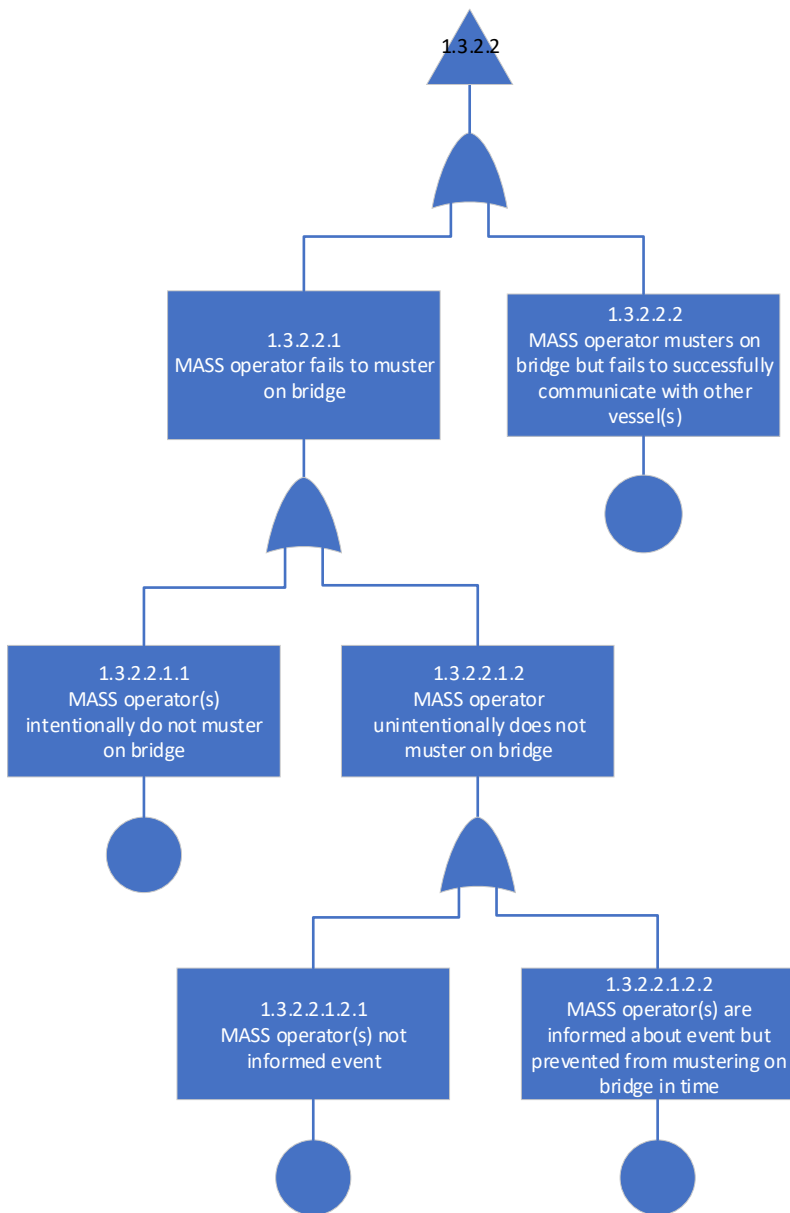 1.3.2.2
1.3.2.2.1
MASS operator fails to muster
on bridge
1.3.2.2.2
MASS operator musters on
bridge but fails to successfully
communicate with other
vessel(s)
1.3.2.2.1.1
MASS operator(s)
intentionally do not muster
on bridge
1.3.2.2.1.2
MASS operator
unintentionally does not
muster on bridge
1.3.2.2.1.2.1
MASS operator(s) not
informed event
1.3.2.2.1.2.2
MASS operator(s) are
informed about event but
prevented from mustering on
bridge in time